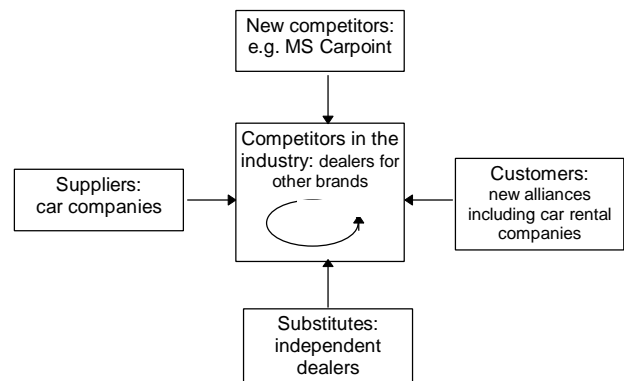 New competitors:
e.g. MS Carpoint
Competitors in the
industry: dealers for
other brands
Suppliers:
car companies
Customers:
new alliances
including car rental
companies
Substitutes:
independent
dealers